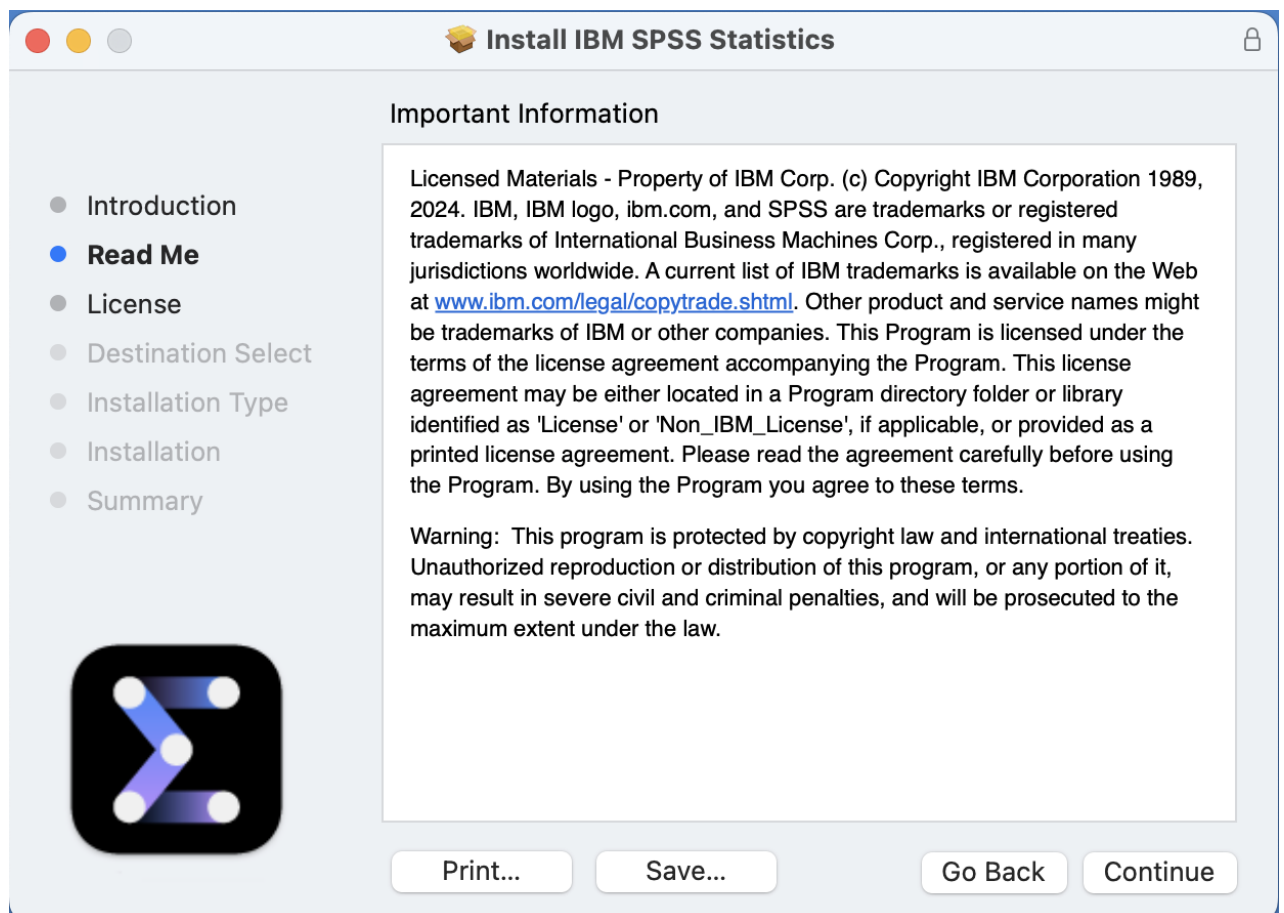 Install IBM SPSS Statistics
Important Information
Introduction
Read Me
License
Destination Select
Installation Type
Installation
Summary
Licensed Materials - Property of IBM Corp. (c) Copyright IBM Corporation 1989,
2024. IBM, IBM logo, ibm.com, and SPSS are trademarks or registered
trademarks of International Business Machines Corp., registered in many
jurisdictions worldwide. A current list of IBM trademarks is available on the Web
at www.ibm.com/legal/copytrade.shtml. Other product and service names might
be trademarks of IBM or other companies. This Program is licensed under the
terms of the license agreement accompanying the Program. This license
agreement may be either located in a Program directory folder or library
identified as 'License' or 'Non_IBM_License', if applicable, or provided as a
printed license agreement. Please read the agreement carefully before using
the Program. By using the Program you agree to these terms.
Warning:  This program is protected by copyright law and international treaties.
Unauthorized reproduction or distribution of this program, or any portion of it,
may result in severe civil and criminal penalties, and will be prosecuted to the
maximum extent under the law.
Print...
Save...
Go Back
Continue